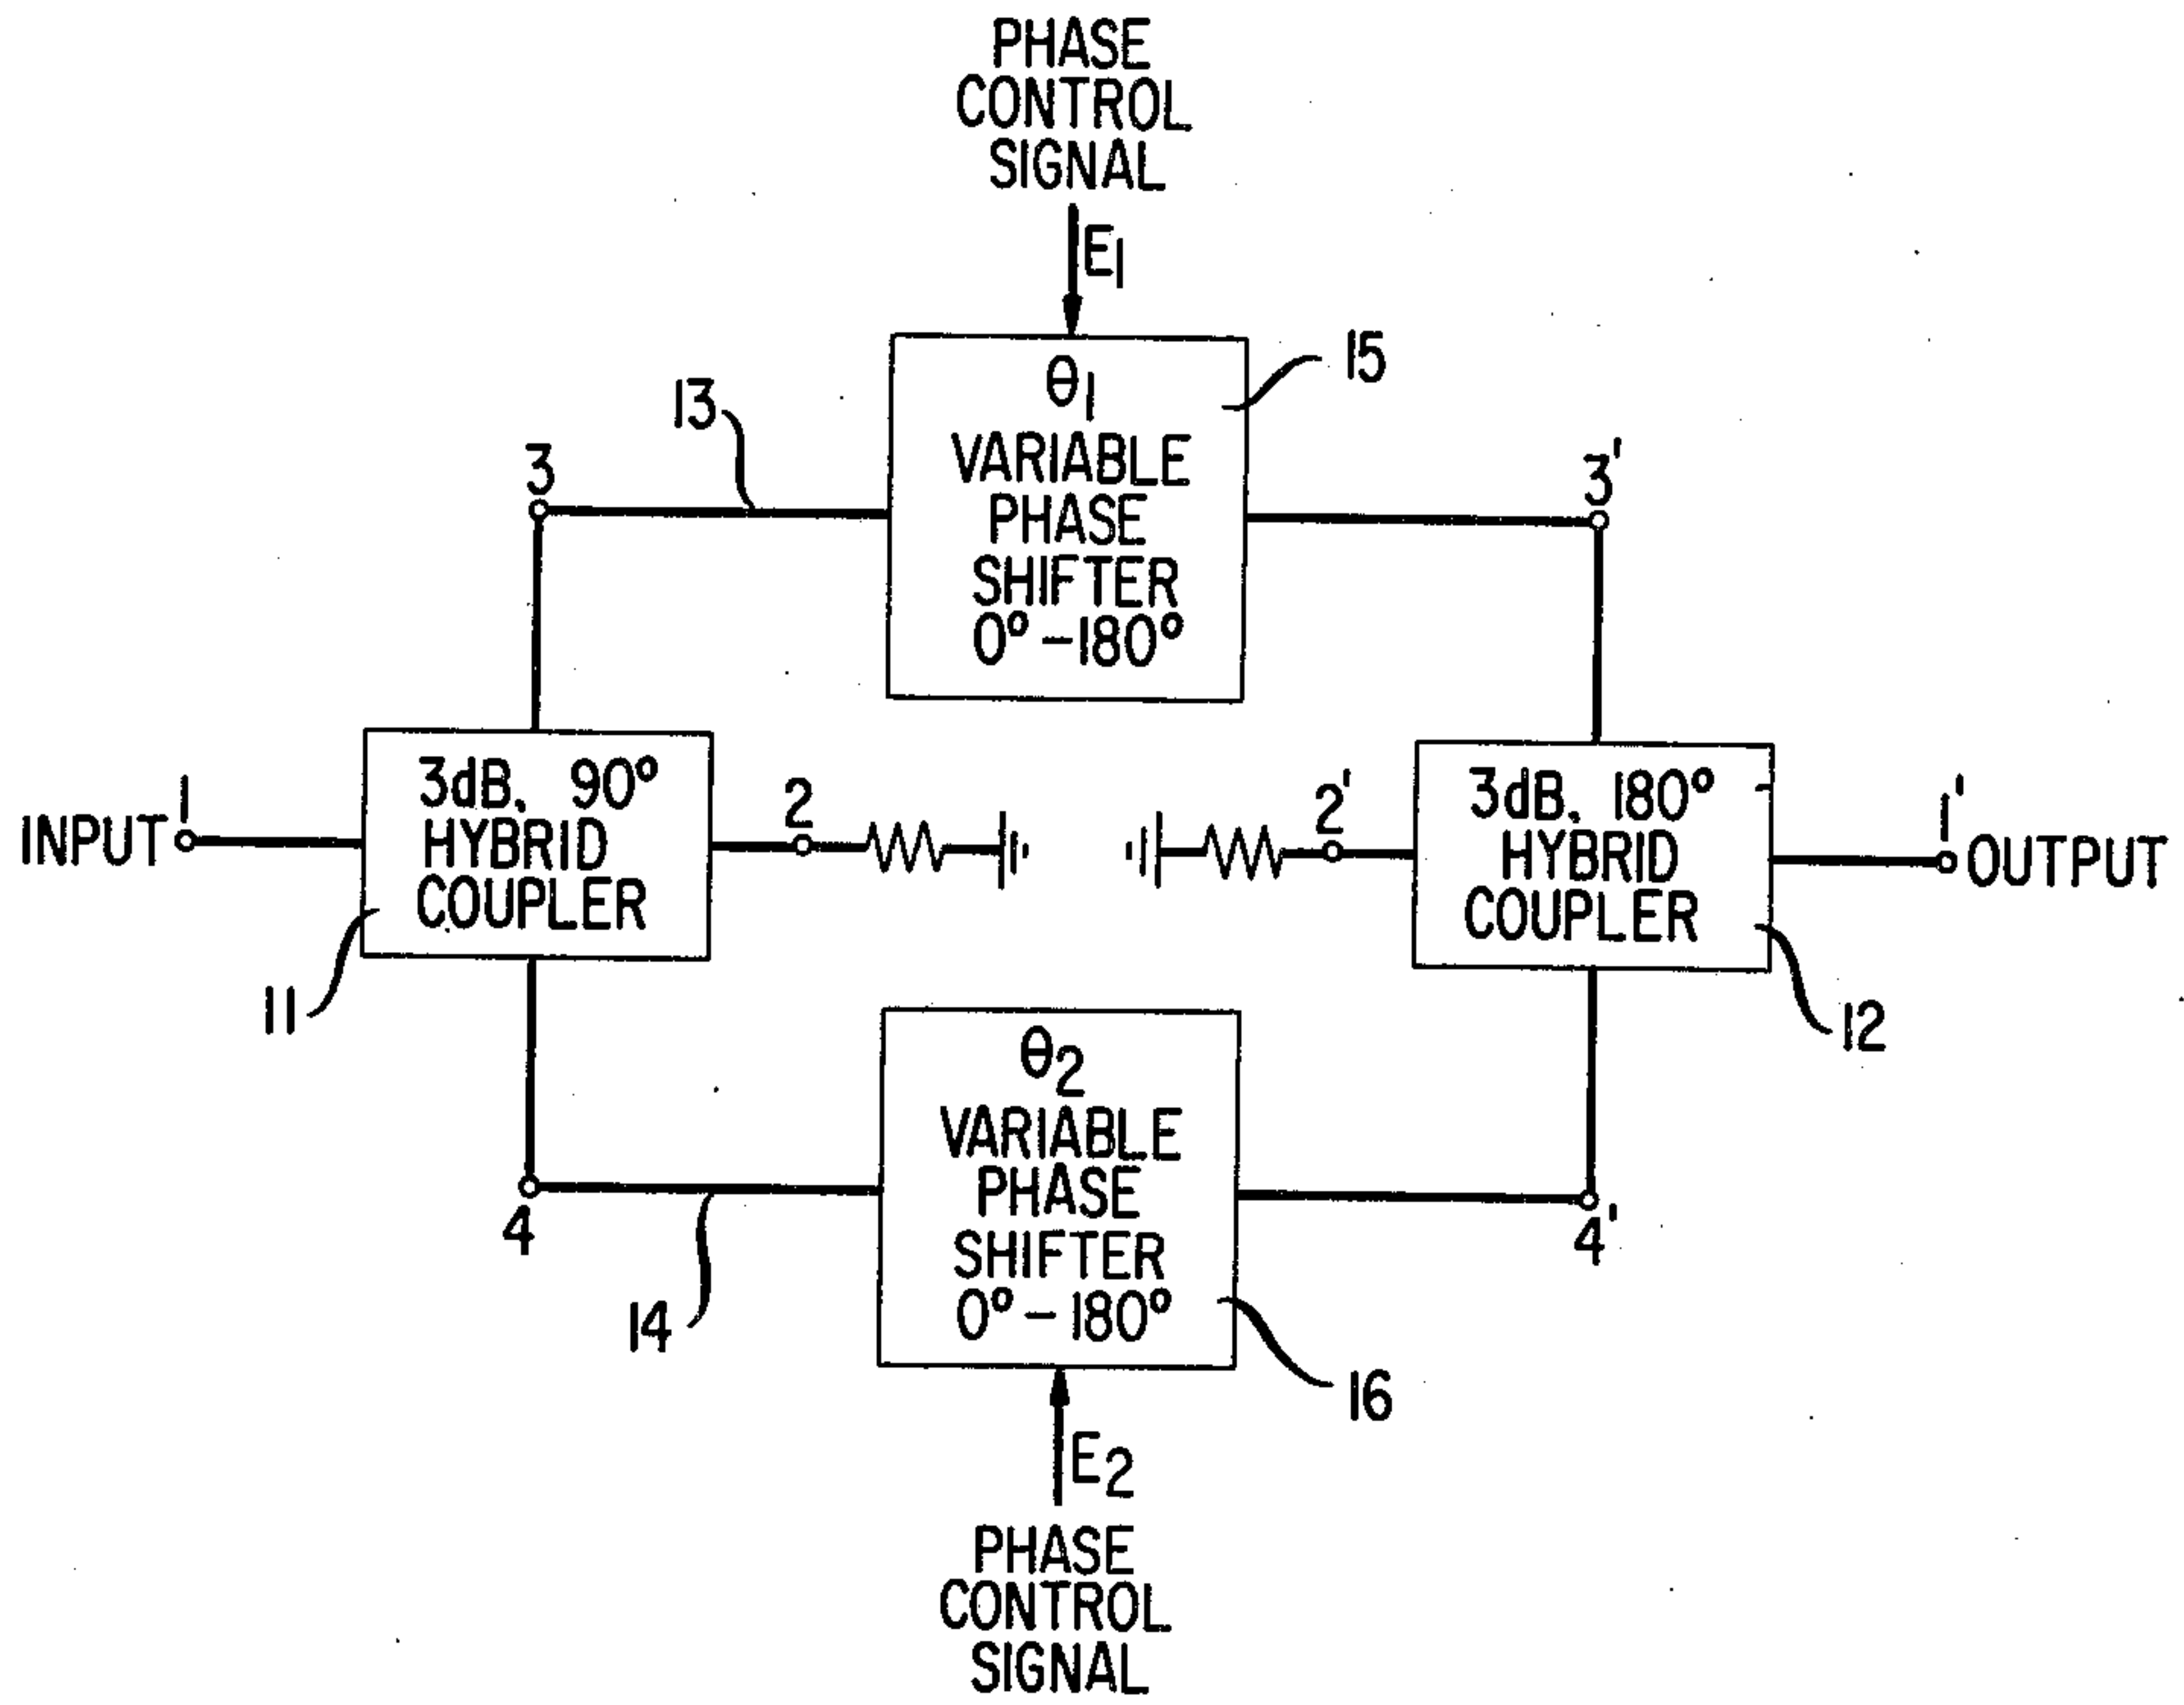 PHASE
CONTROL
SIGNAL
E1
15
θ1
VARIABLE
PHASE
SHIFTER
0°-180°
13
3
3'
1
INPUT
3dB, 90°
HYBRID
COUPLER
2
2'
3dB, 180°
HYBRID
COUPLER
1'
OUTPUT
11
12
θ2
VARIABLE
PHASE
SHIFTER
0°-180°
4
4'
14
16
E2
PHASE
CONTROL
SIGNAL